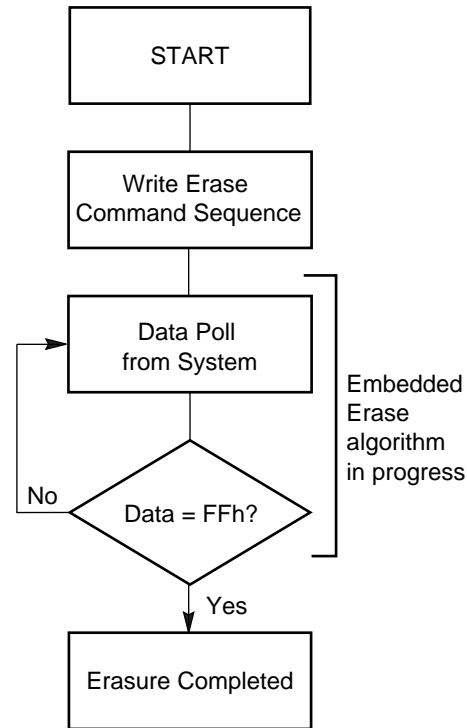 START
Write Erase
Command Sequence
Data Poll
from System
Embedded
Erase
algorithm
in progress
No
Data = FFh?
Yes
Erasure Completed